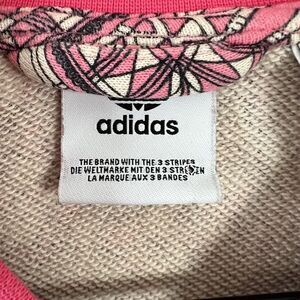 adidas
THE BRAND WITH THE 3 STRIPES
DIE WELTMARKE MIT DEN 3 STREIFEN
LA MARQUE AUX 3 BANDES